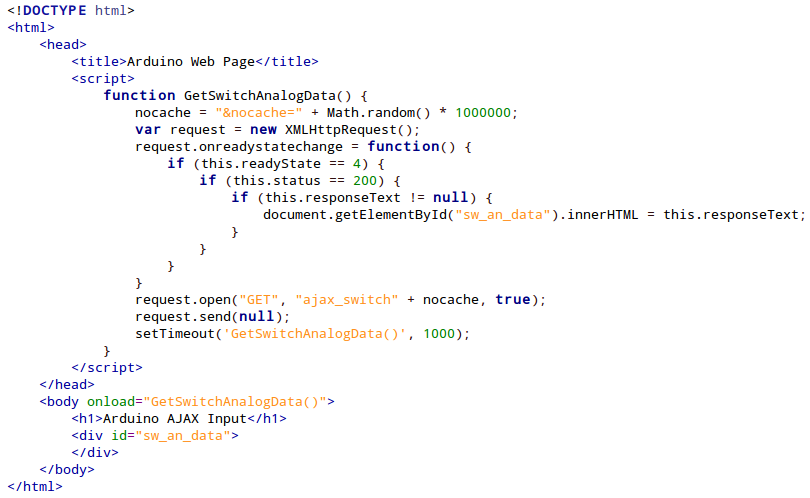 <!DOCTYPE html>
<html>
    <head>
        <title>Arduino Web Page</title>
        <script>
            function GetSwitchAnalogData() {
                nocache = "&nocache=" + Math.random() * 1000000;
                var request = new XMLHttpRequest();
                request.onreadystatechange = function() {
                    if (this.readyState == 4) {
                        if (this.status == 200) {
                            if (this.responseText != null) {
                                document.getElementById("sw_an_data").innerHTML = this.responseText;
                            }
                        }
                    }
                }
                request.open("GET", "ajax_switch" + nocache, true);
                request.send(null);
                setTimeout('GetSwitchAnalogData()', 1000);
            }
        </script>
    </head>
    <body onload="GetSwitchAnalogData()">
        <h1>Arduino AJAX Input</h1>
        <div id="sw_an_data">
        </div>
    </body>
</html>